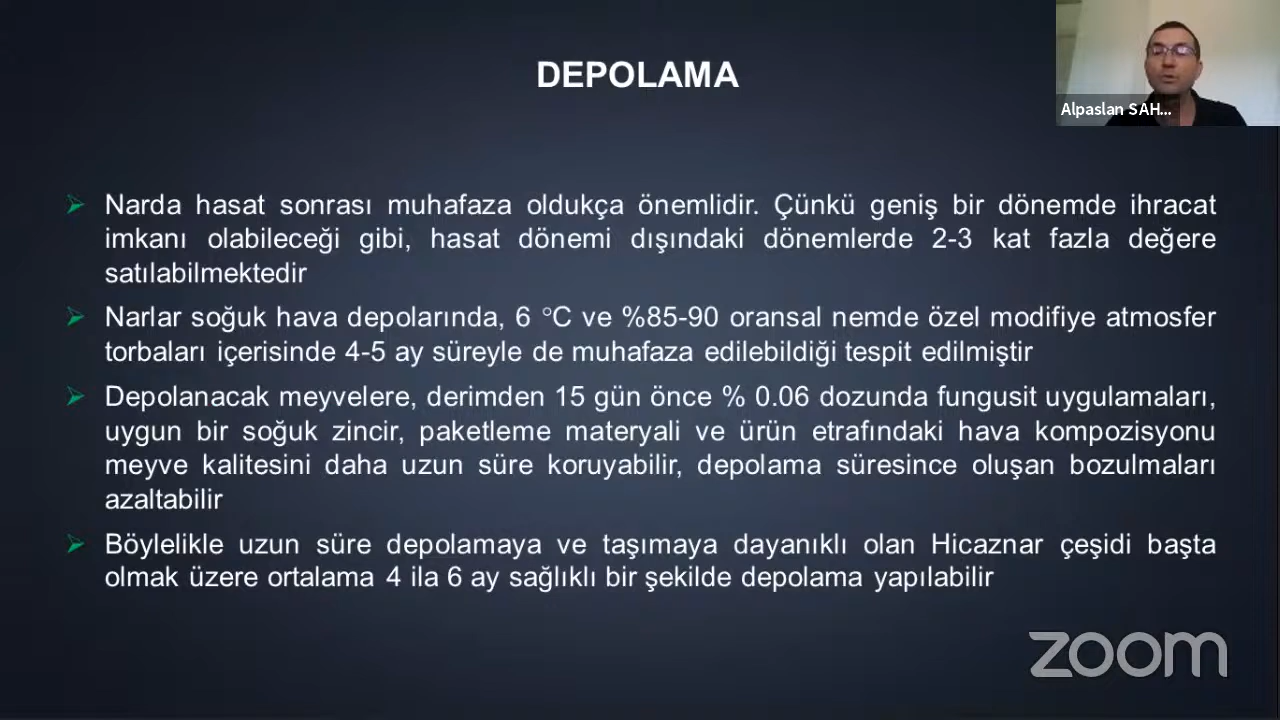 DEPOLAMA
Alpaslan SAH...
Narda hasat sonrası muhafaza oldukça önemlidir. Çünkü geniş bir dönemde ihracat
imkanı olabileceği gibi, hasat dönemi dışındaki dönemlerde 2-3 kat fazla değere
satılabilmektedir
Narlar soğuk hava depolarında, 6 °C ve %85-90 oransal nemde özel modifiye atmosfer
torbaları içerisinde 4-5 ay süreyle de muhafaza edilebildiği tespit edilmiştir
Depolanacak meyvelere, derimden 15 gün önce % 0.06 dozunda fungusit uygulamaları,
uygun bir soğuk zincir, paketleme materyali ve ürün etrafındaki hava kompozisyonu
meyve kalitesini daha uzun süre koruyabilir, depolama süresince oluşan bozulmaları
azaltabilir
Böylelikle uzun süre depolamaya ve taşımaya dayanıklı olan Hicaznar çeşidi başta
olmak üzere ortalama 4 ila 6 ay sağlıklı bir şekilde depolama yapılabilir
zoom